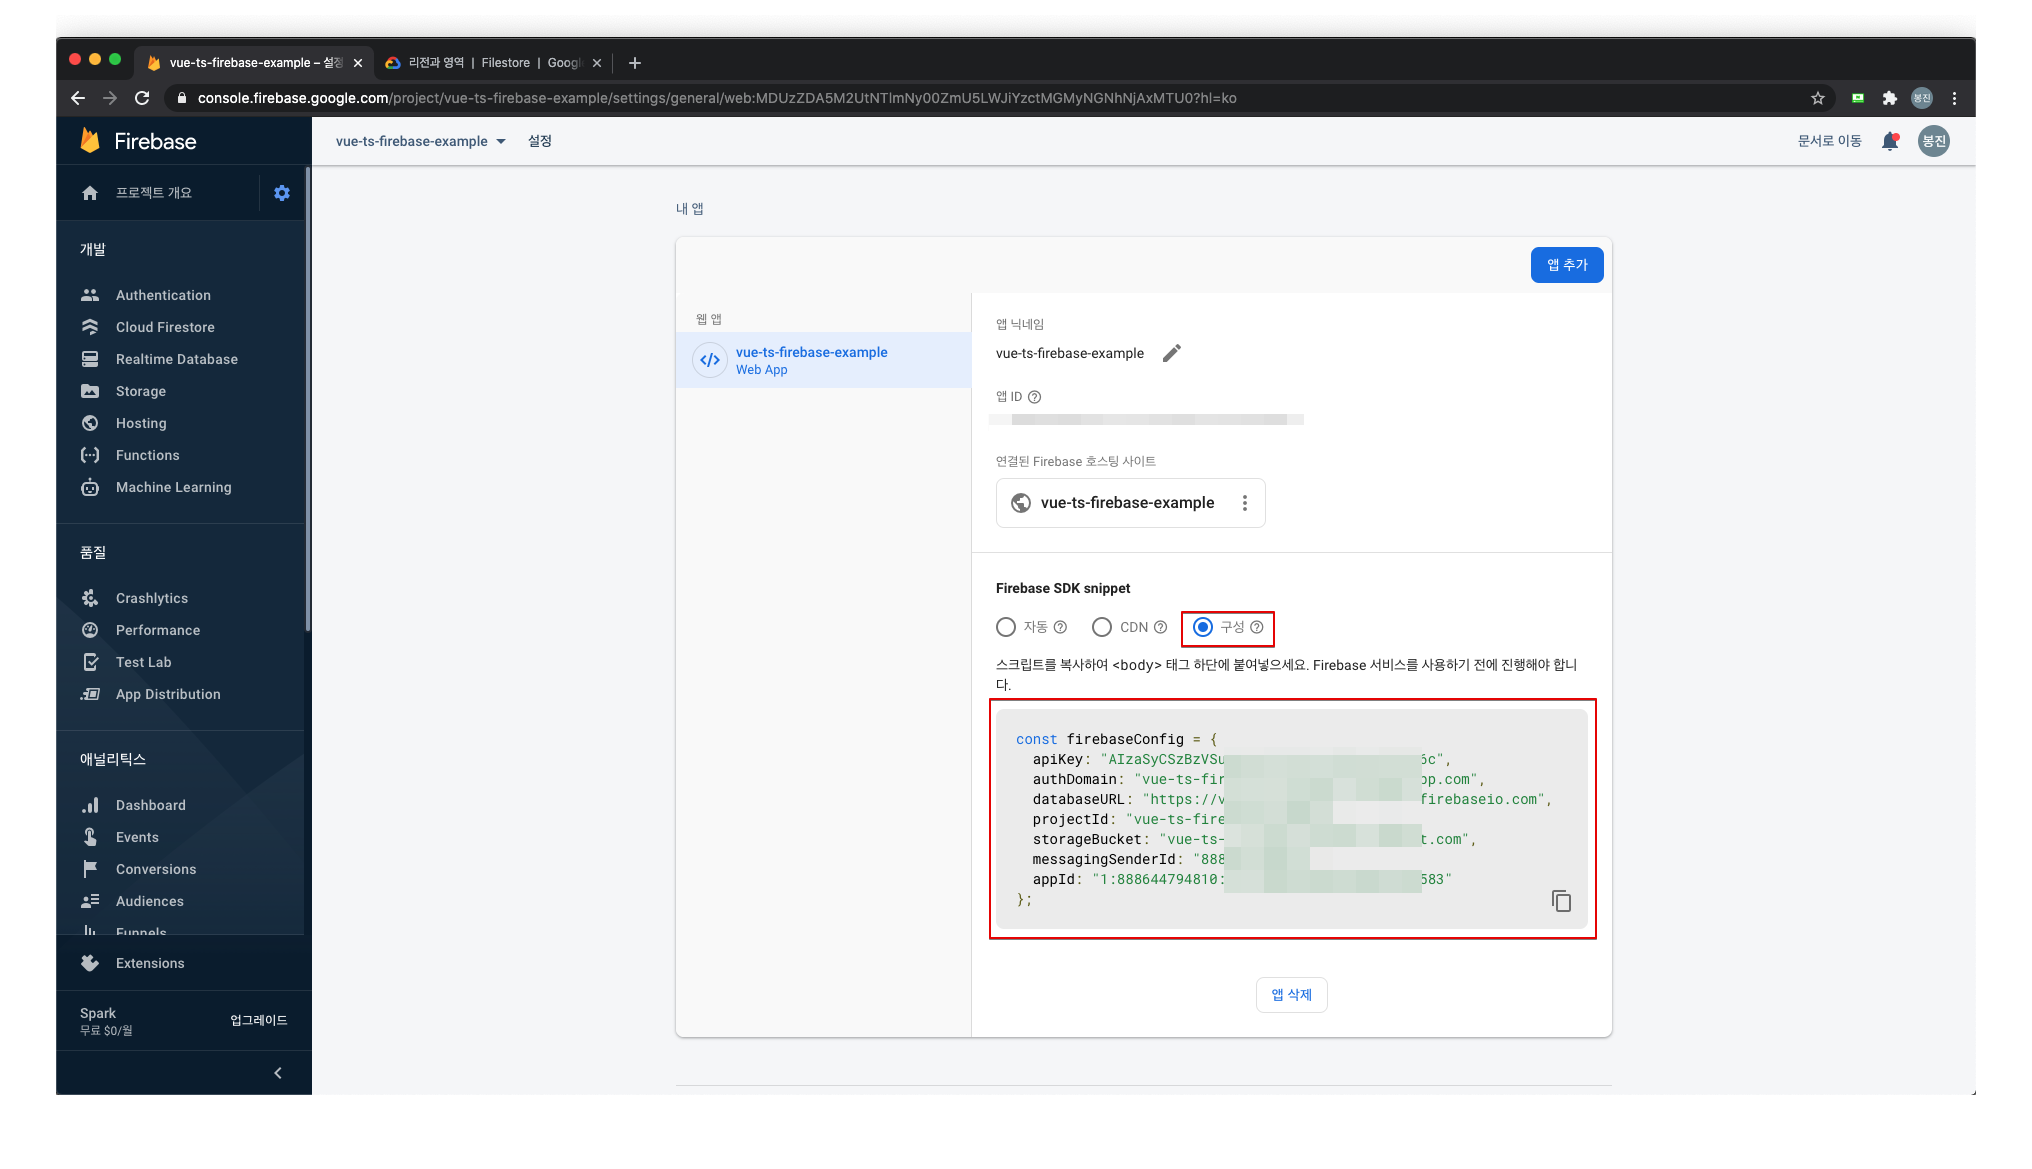 vue-ts-firebase-example – 설정
리전과 영역 | Filestore | Googl
console.firebase.google.com/project/vue-ts-firebase-example/settings/general/web:MDUzZDA5M2UtNTlmNy00ZmU5LWJiYzctMGMyNGNhNjAxMTU0?hl=ko
봉진
Firebase
vue-ts-firebase-example
설정
문서로 이동
봉진
프로젝트 개요
개발
Authentication
Cloud Firestore
Realtime Database
Storage
Hosting
Functions
Machine Learning
품질
Crashlytics
Performance
Test Lab
App Distribution
애널리틱스
Dashboard
Events
Conversions
Audiences
Funnels
Extensions
Spark
무료 $0/월
업그레이드
내 앱
앱 추가
웹 앱
</>
vue-ts-firebase-example
Web App
앱 닉네임
vue-ts-firebase-example
앱 ID
연결된 Firebase 호스팅 사이트
vue-ts-firebase-example
Firebase SDK snippet
자동
CDN
구성
스크립트를 복사하여 <body> 태그 하단에 붙여넣으세요. Firebase 서비스를 사용하기 전에 진행해야 합니
다.
const firebaseConfig = {
apiKey: "AIzaSyCSzBzVSu 6c",
authDomain: "vue-ts-fir pp.com",
databaseURL: "https://v firebaseio.com",
projectId: "vue-ts-fire
storageBucket: "vue-ts- t.com",
messagingSenderId: "888
appId: "1:888644794810: 583"
};
앱 삭제